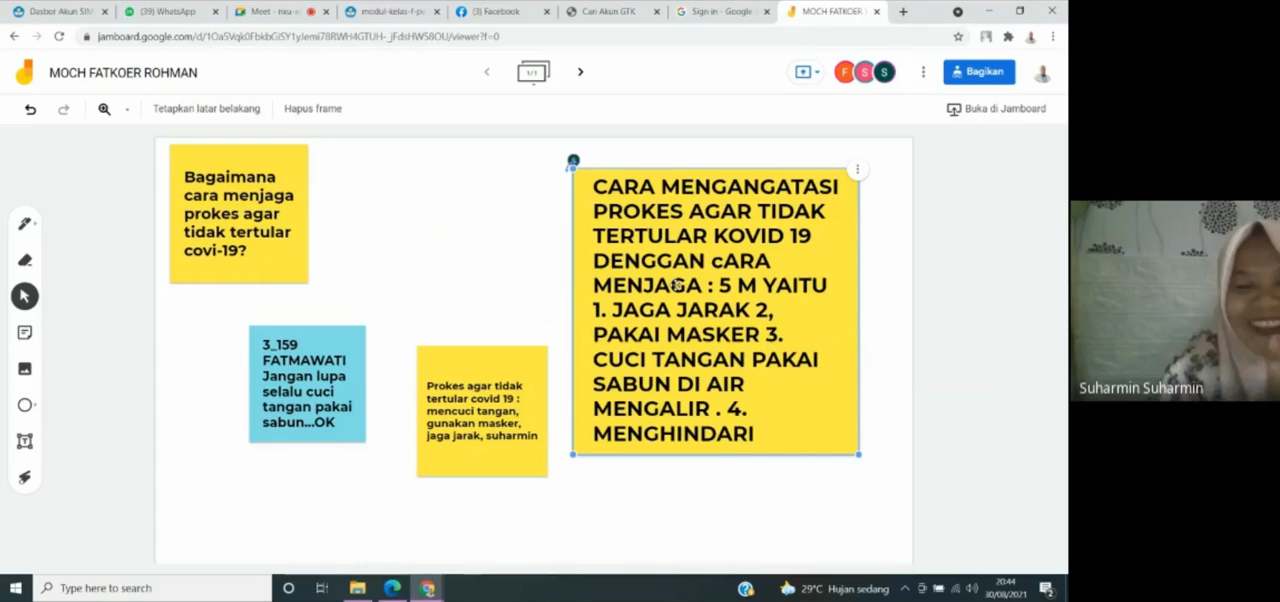 Dasbor Akun SIM
(39) WhatsApp
Meet - nxu-
modul-kelas-f-pe
(3) Facebook
Cari Akun GTK
Sign in - Google
MOCH FATKOER
jamboard.google.com/d/
/viewer?f=0
MOCH FATKOER ROHMAN
1/1
F S S
Bagikan
Tetapkan latar belakang
Hapus frame
Buka di Jamboard
Bagaimana
cara menjaga
prokes agar
tidak tertular
covi-19?
CARA MENGANGATASI
PROKES AGAR TIDAK
TERTULAR KOVID 19
DENGGAN cARA
MENJAGA : 5 M YAITU
1. JAGA JARAK 2,
PAKAI MASKER 3.
CUCI TANGAN PAKAI
SABUN DI AIR
MENGALIR . 4.
MENGHINDARI
3_159
FATMAWATI
Jangan lupa
selalu cuci
tangan pakai
sabun...OK
Prokes agar tidak
tertular covid 19 :
mencuci tangan,
gunakan masker,
jaga jarak, suharmin
Suharmin Suharmin
Type here to search
29°C Hujan sedang
20:44
30/08/2021